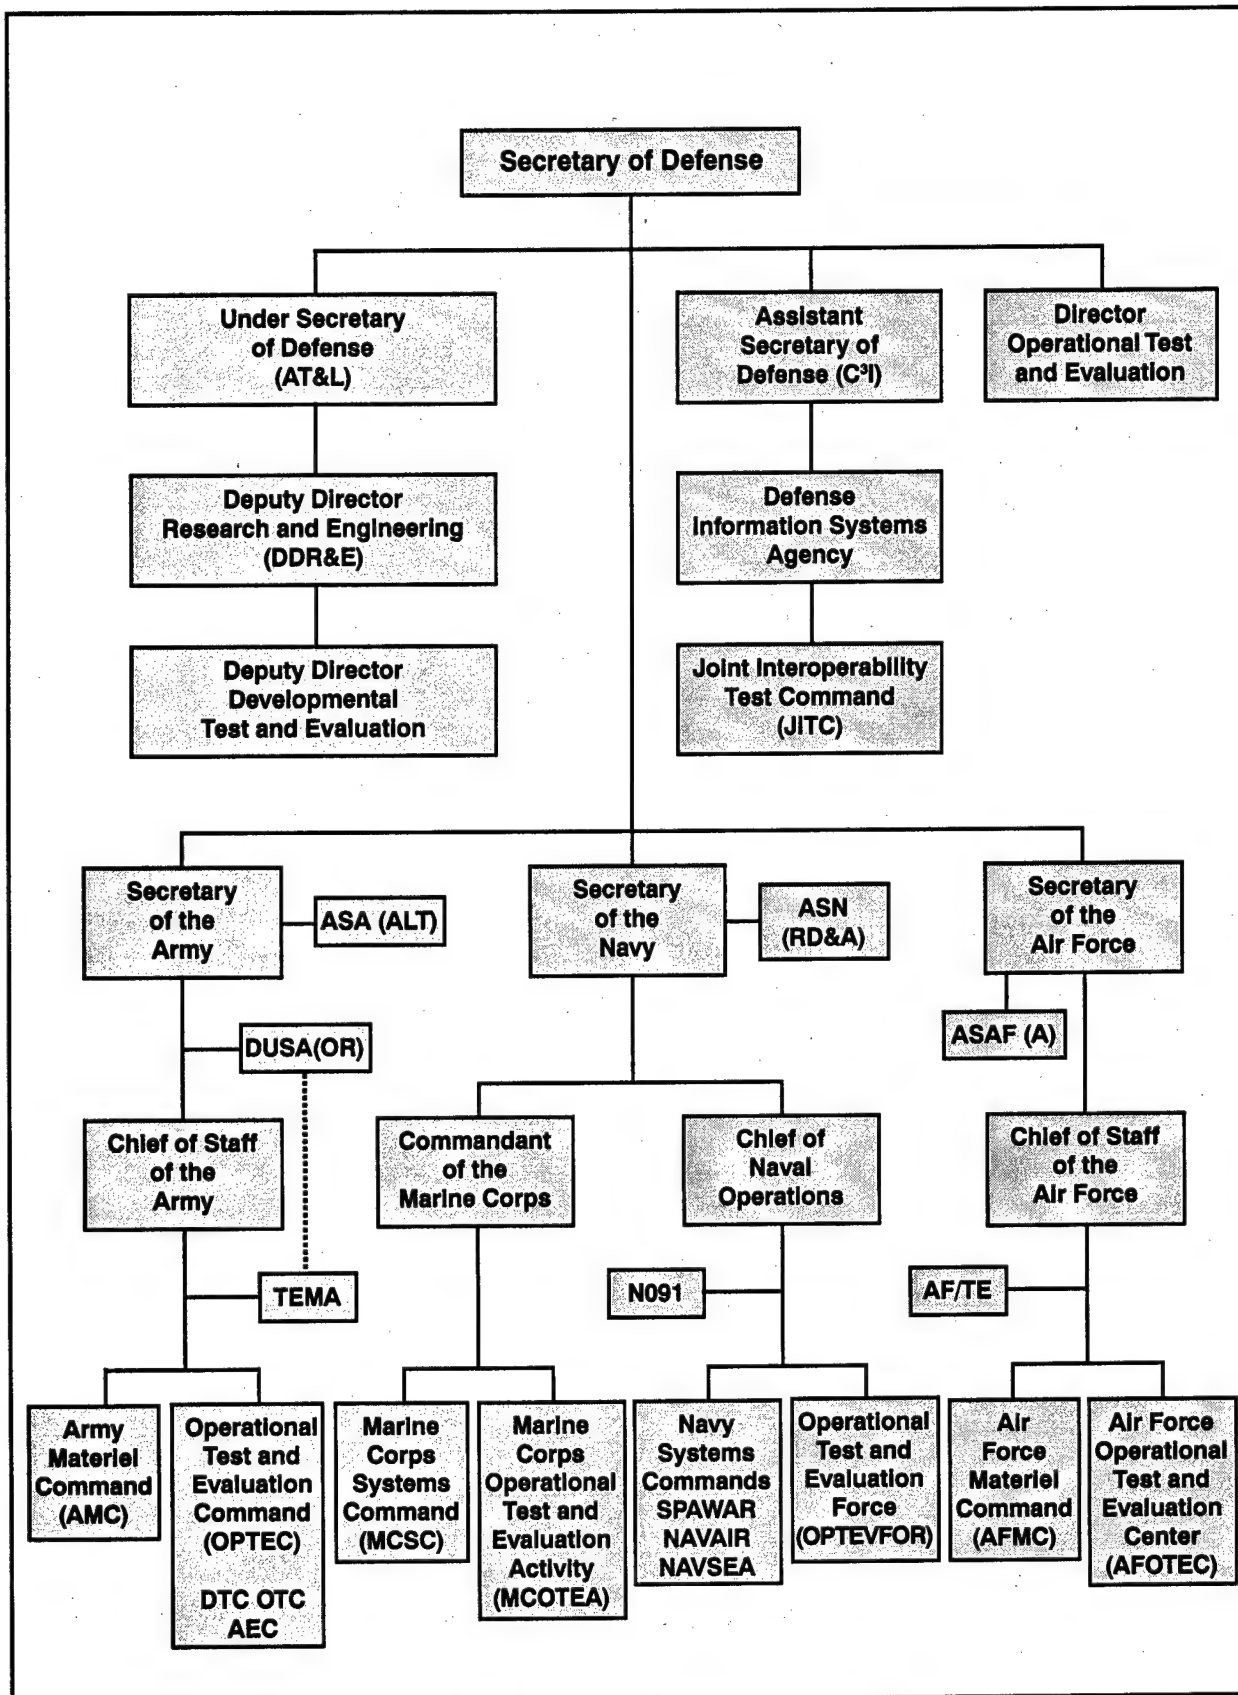 Secretary of Defense
Under Secretary
of Defense
(AT&L)
Assistant
Secretary of
Defense (C³I)
Director
Operational Test
and Evaluation
Deputy Director
Research and Engineering
(DDR&E)
Defense
Information Systems
Agency
Deputy Director
Developmental
Test and Evaluation
Joint Interoperability
Test Command
(JITC)
Secretary
of the
Army
ASA (ALT)
Secretary
of the
Navy
ASN
(RD&A)
Secretary
of the
Air Force
ASAF (A)
DUSA(OR)
Chief of Staff
of the
Army
Commandant
of the
Marine Corps
Chief of
Naval
Operations
Chief of Staff
of the
Air Force
TEMA
N091
AF/TE
Army
Materiel
Command
(AMC)
Operational
Test and
Evaluation
Command
(OPTEC)
DTC OTC
AEC
Marine
Corps
Systems
Command
(MCSC)
Marine
Corps
Operational
Test and
Evaluation
Activity
(MCOTEA)
Navy
Systems
Commands
SPAWAR
NAVAIR
NAVSEA
Operational
Test and
Evaluation
Force
(OPTEVFOR)
Air
Force
Materiel
Command
(AFMC)
Air Force
Operational
Test and
Evaluation
Center
(AFOTEC)